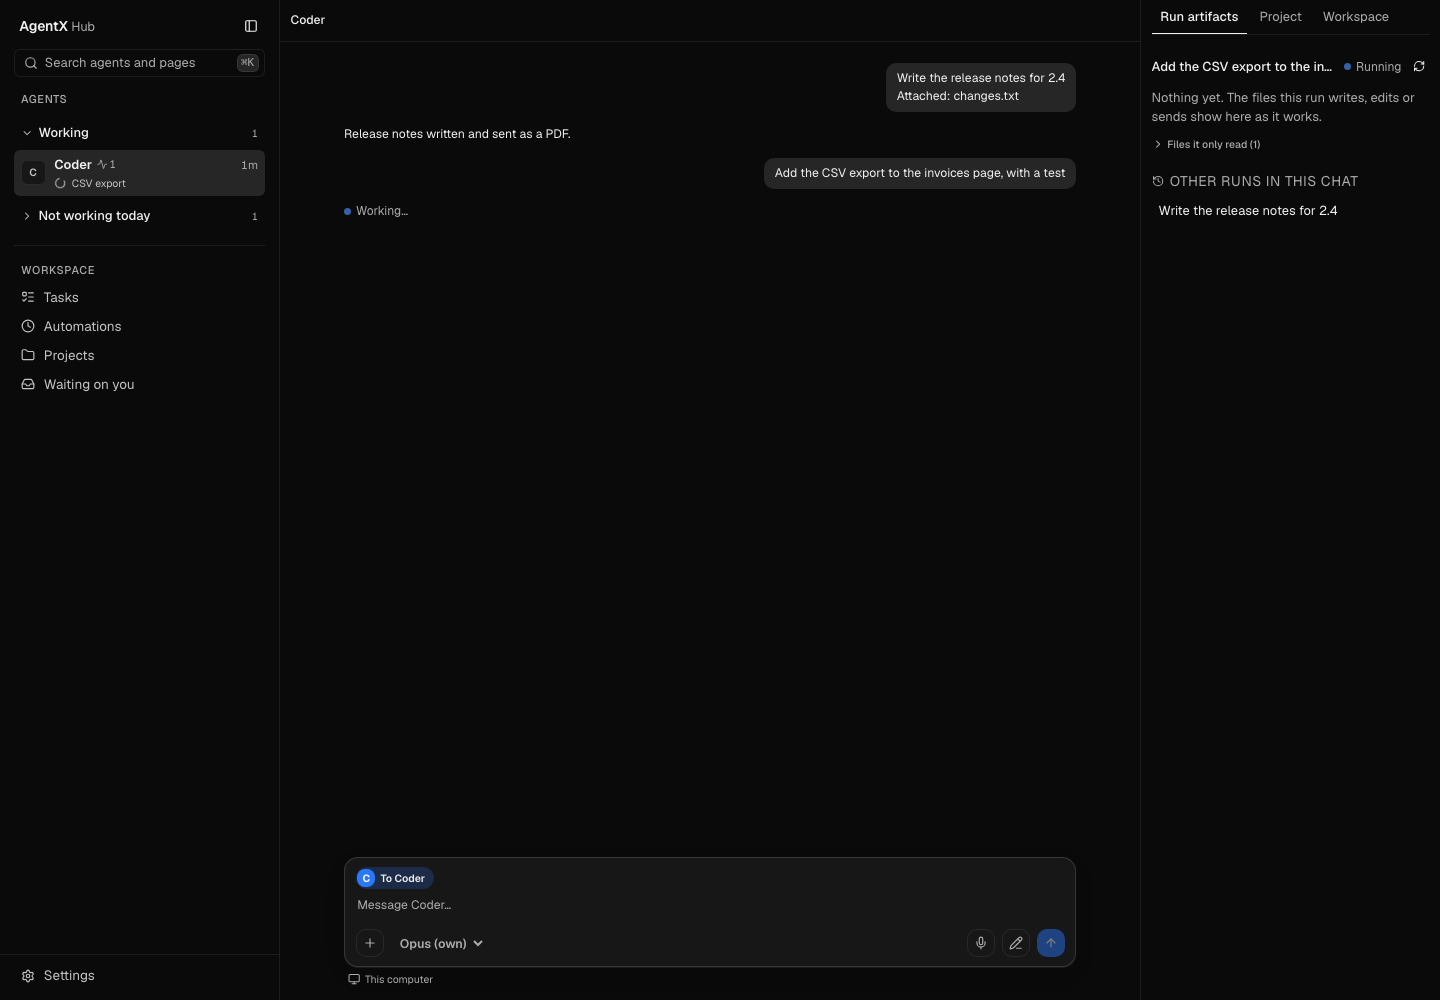 AgentX Hub
Search agents and pages
⌘K
AGENTS
Working
1
C
Coder
1
1m
CSV export
Not working today
1
WORKSPACE
Tasks
Automations
Projects
Waiting on you
Settings
Coder
Write the release notes for 2.4
Attached: changes.txt
Release notes written and sent as a PDF.
Add the CSV export to the invoices page, with a test
Working…
C
To Coder
Message Coder…
Opus (own)
This computer
Run artifacts
Project
Workspace
Add the CSV export to the in…
Running
Nothing yet. The files this run writes, edits or
sends show here as it works.
Files it only read (1)
OTHER RUNS IN THIS CHAT
Write the release notes for 2.4